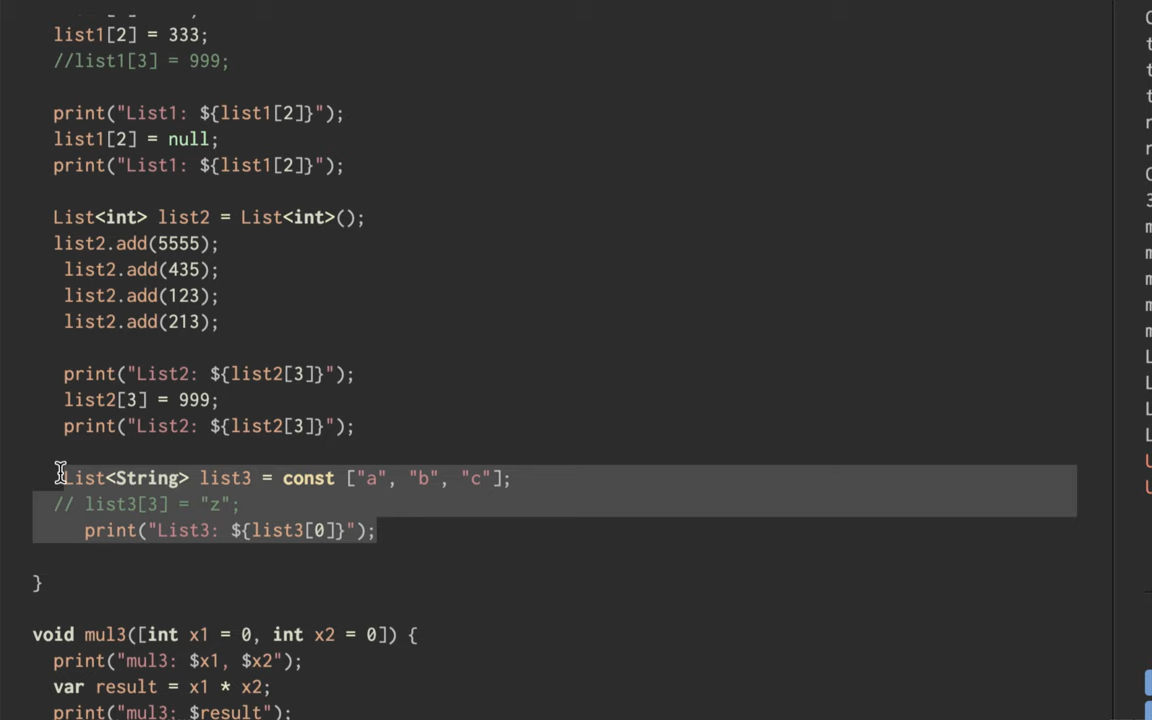 list1[2] = 333;
//list1[3] = 999;
print("List1: ${list1[2]}");
list1[2] = null;
print("List1: ${list1[2]}");
List<int> list2 = List<int>();
list2.add(5555);
list2.add(435);
list2.add(123);
list2.add(213);
print("List2: ${list2[3]}");
list2[3] = 999;
print("List2: ${list2[3]}");
List<String> list3 = const ["a", "b", "c"];
// list3[3] = "z";
print("List3: ${list3[0]}");
}
void mul3([int x1 = 0, int x2 = 0]) {
print("mul3: $x1, $x2");
var result = x1 * x2;
print("mul3: $result");